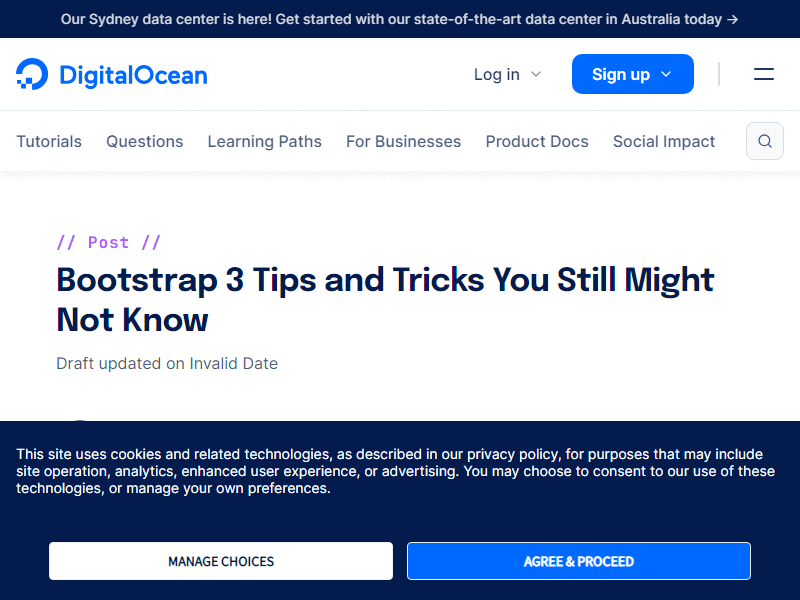 Our Sydney data center is here! Get started with our state-of-the-art data center in Australia today →
DigitalOcean
Log in
Sign up
Tutorials
Questions
Learning Paths
For Businesses
Product Docs
Social Impact
// Post //
Bootstrap 3 Tips and Tricks You Still Might
Not Know
Draft updated on Invalid Date
This site uses cookies and related technologies, as described in our privacy policy, for purposes that may include
site operation, analytics, enhanced user experience, or advertising. You may choose to consent to our use of these
technologies, or manage your own preferences.
MANAGE CHOICES
AGREE & PROCEED